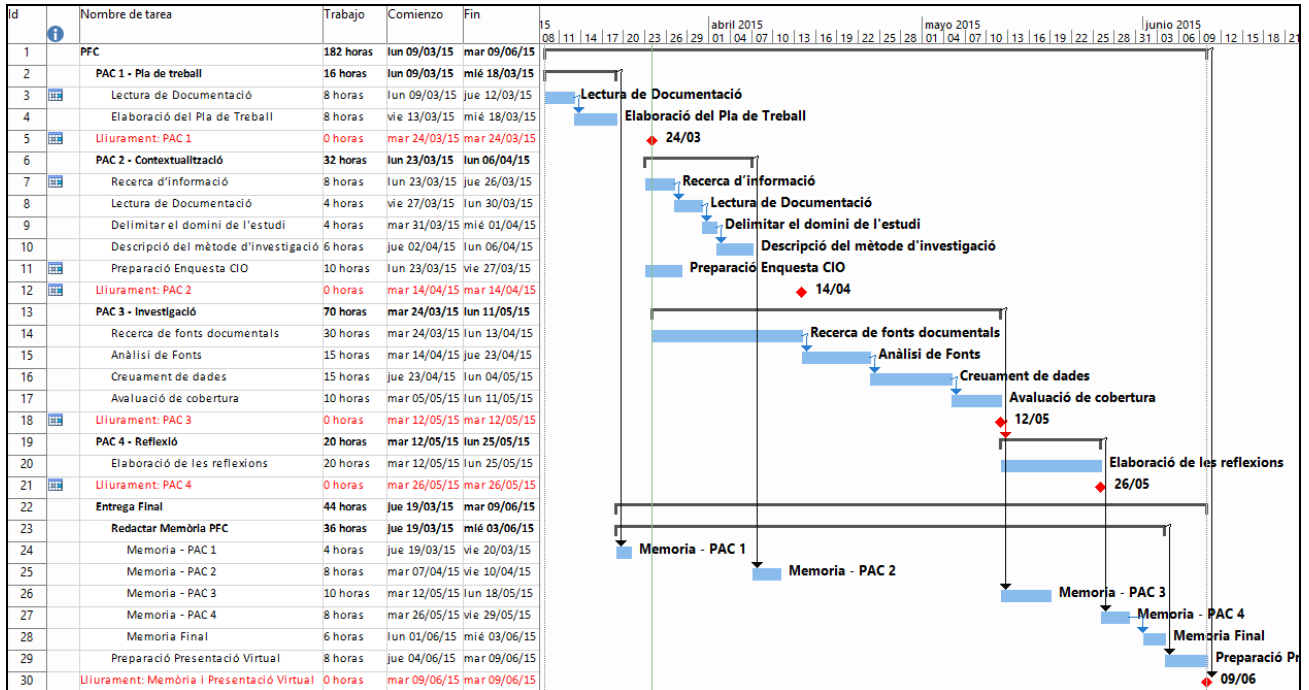 Id Nombre de tarea Trabajo Comienzo Fin
15 abril 2015 mayo 2015 junio 2015
08 11 14 17 20 23 26 29 01 04 07 10 13 16 19 22 25 28 01 04 07 10 13 16 19 22 25 28 31 03 06 09 12 15 18 21
1 PFC 182 horas lun 09/03/15 mar 09/06/15
2 PAC 1 - Pla de treball 16 horas lun 09/03/15 mié 18/03/15
3 Lectura de Documentació 8 horas lun 09/03/15 jue 12/03/15 Lectura de Documentació
4 Elaboració del Pla de Treball 8 horas vie 13/03/15 mié 18/03/15 Elaboració del Pla de Treball
5 Lliurament: PAC 1 0 horas mar 24/03/15 mar 24/03/15 24/03
6 PAC 2 - Contextualització 32 horas lun 23/03/15 lun 06/04/15
7 Recerca d'informació 8 horas lun 23/03/15 jue 26/03/15 Recerca d'informació
8 Lectura de Documentació 4 horas vie 27/03/15 lun 30/03/15 Lectura de Documentació
9 Delimitar el domini de l'estudi 4 horas mar 31/03/15 mié 01/04/15 Delimitar el domini de l'estudi
10 Descripció del mètode d'investigació 6 horas jue 02/04/15 lun 06/04/15 Descripció del mètode d'investigació
11 Preparació Enquesta CIO 10 horas lun 23/03/15 vie 27/03/15 Preparació Enquesta CIO
12 Lliurament: PAC 2 0 horas mar 14/04/15 mar 14/04/15 14/04
13 PAC 3 - Investigació 70 horas mar 24/03/15 lun 11/05/15
14 Recerca de fonts documentals 30 horas mar 24/03/15 lun 13/04/15 Recerca de fonts documentals
15 Anàlisi de Fonts 15 horas mar 14/04/15 jue 23/04/15 Anàlisi de Fonts
16 Creuament de dades 15 horas jue 23/04/15 lun 04/05/15 Creuament de dades
17 Avaluació de cobertura 10 horas mar 05/05/15 lun 11/05/15 Avaluació de cobertura
18 Lliurament: PAC 3 0 horas mar 12/05/15 mar 12/05/15 12/05
19 PAC 4 - Reflexió 20 horas mar 12/05/15 lun 25/05/15
20 Elaboració de les reflexions 20 horas mar 12/05/15 lun 25/05/15 Elaboració de les reflexions
21 Lliurament: PAC 4 0 horas mar 26/05/15 mar 26/05/15 26/05
22 Entrega Final 44 horas jue 19/03/15 mar 09/06/15
23 Redactar Memòria PFC 36 horas jue 19/03/15 mié 03/06/15
24 Memoria - PAC 1 4 horas jue 19/03/15 vie 20/03/15 Memoria - PAC 1
25 Memoria - PAC 2 8 horas mar 07/04/15 vie 10/04/15 Memoria - PAC 2
26 Memoria - PAC 3 10 horas mar 12/05/15 lun 18/05/15 Memoria - PAC 3
27 Memoria - PAC 4 8 horas mar 26/05/15 vie 29/05/15 Memoria - PAC 4
28 Memoria Final 6 horas lun 01/06/15 mié 03/06/15 Memoria Final
29 Preparació Presentació Virtual 8 horas jue 04/06/15 mar 09/06/15 Preparació Pr
30 Lliurament: Memòria i Presentació Virtual 0 horas mar 09/06/15 mar 09/06/15 09/06